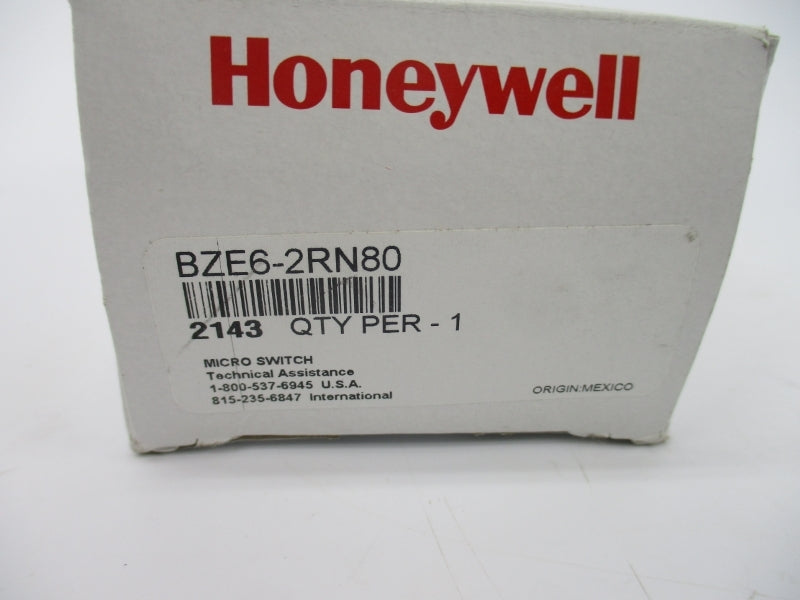 Honeywell
BZE6-2RN80
2143 QTY PER - 1
MICRO SWITCH
Technical Assistance
1-800-537-6945 U.S.A.
815-235-6847 International
ORIGIN:MEXICO